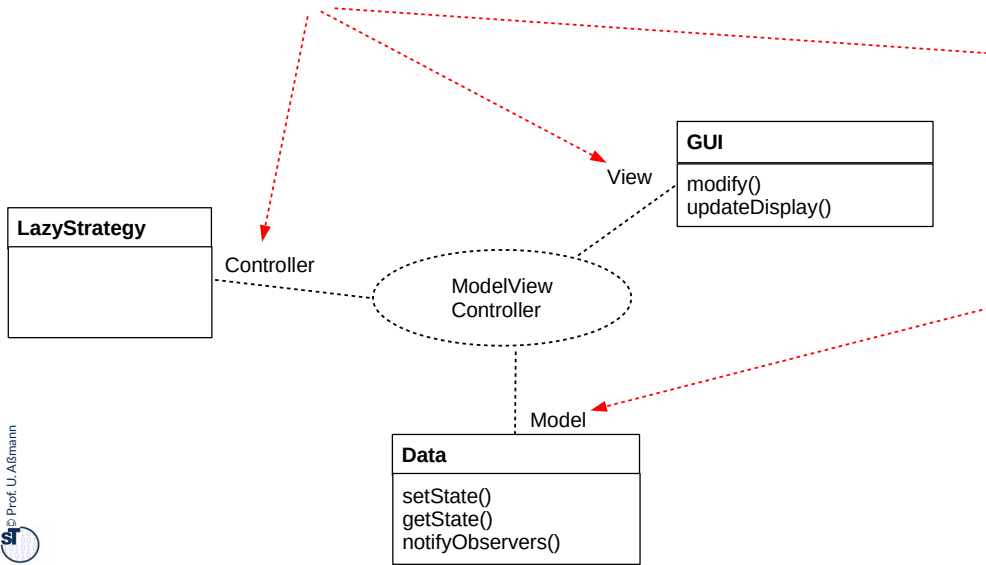 GUI
View
modify()
updateDisplay()
LazyStrategy
Controller
ModelView
Controller
Model
Data
setState()
getState()
notifyObservers()
© Prof. U. Aßmann
sT